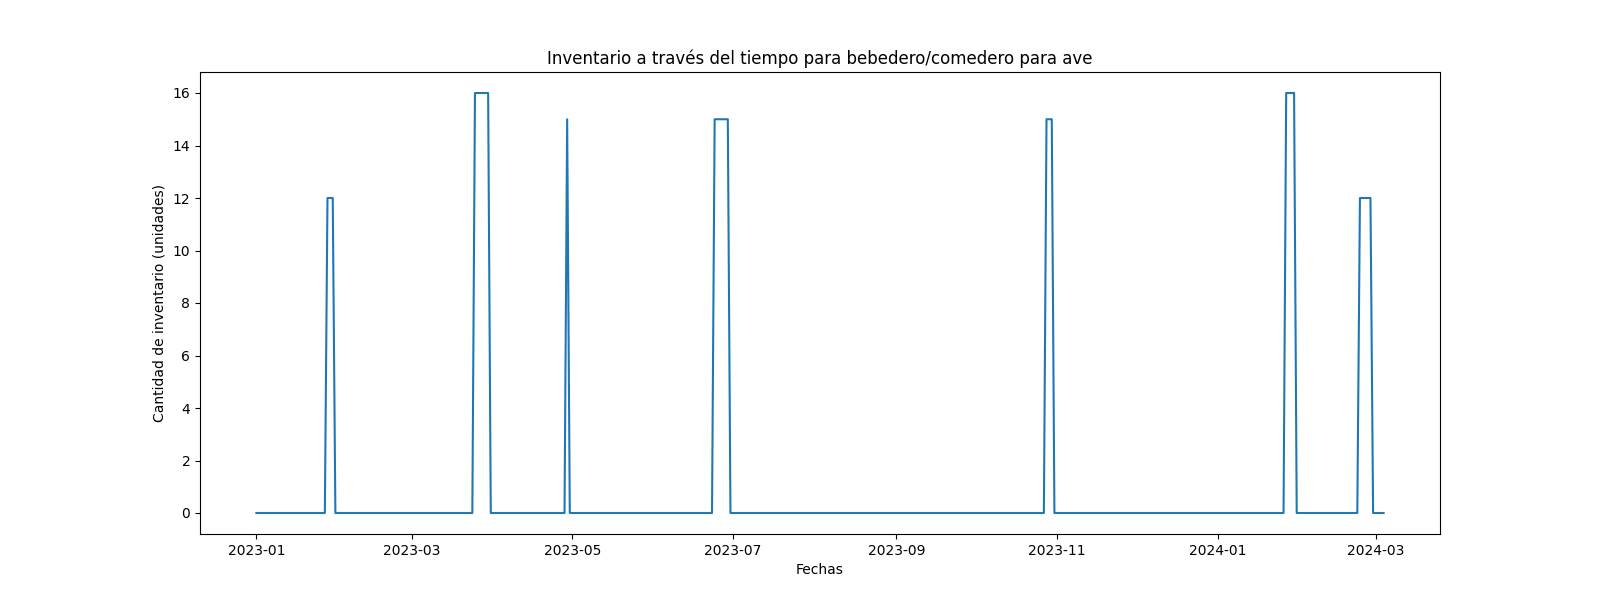 Inventario a través del tiempo para bebedero/comedero para ave
Cantidad de inventario (unidades)
16
14
12
10
8
6
4
2
0
2023-01 2023-03 2023-05 2023-07 2023-09 2023-11 2024-01 2024-03
Fechas